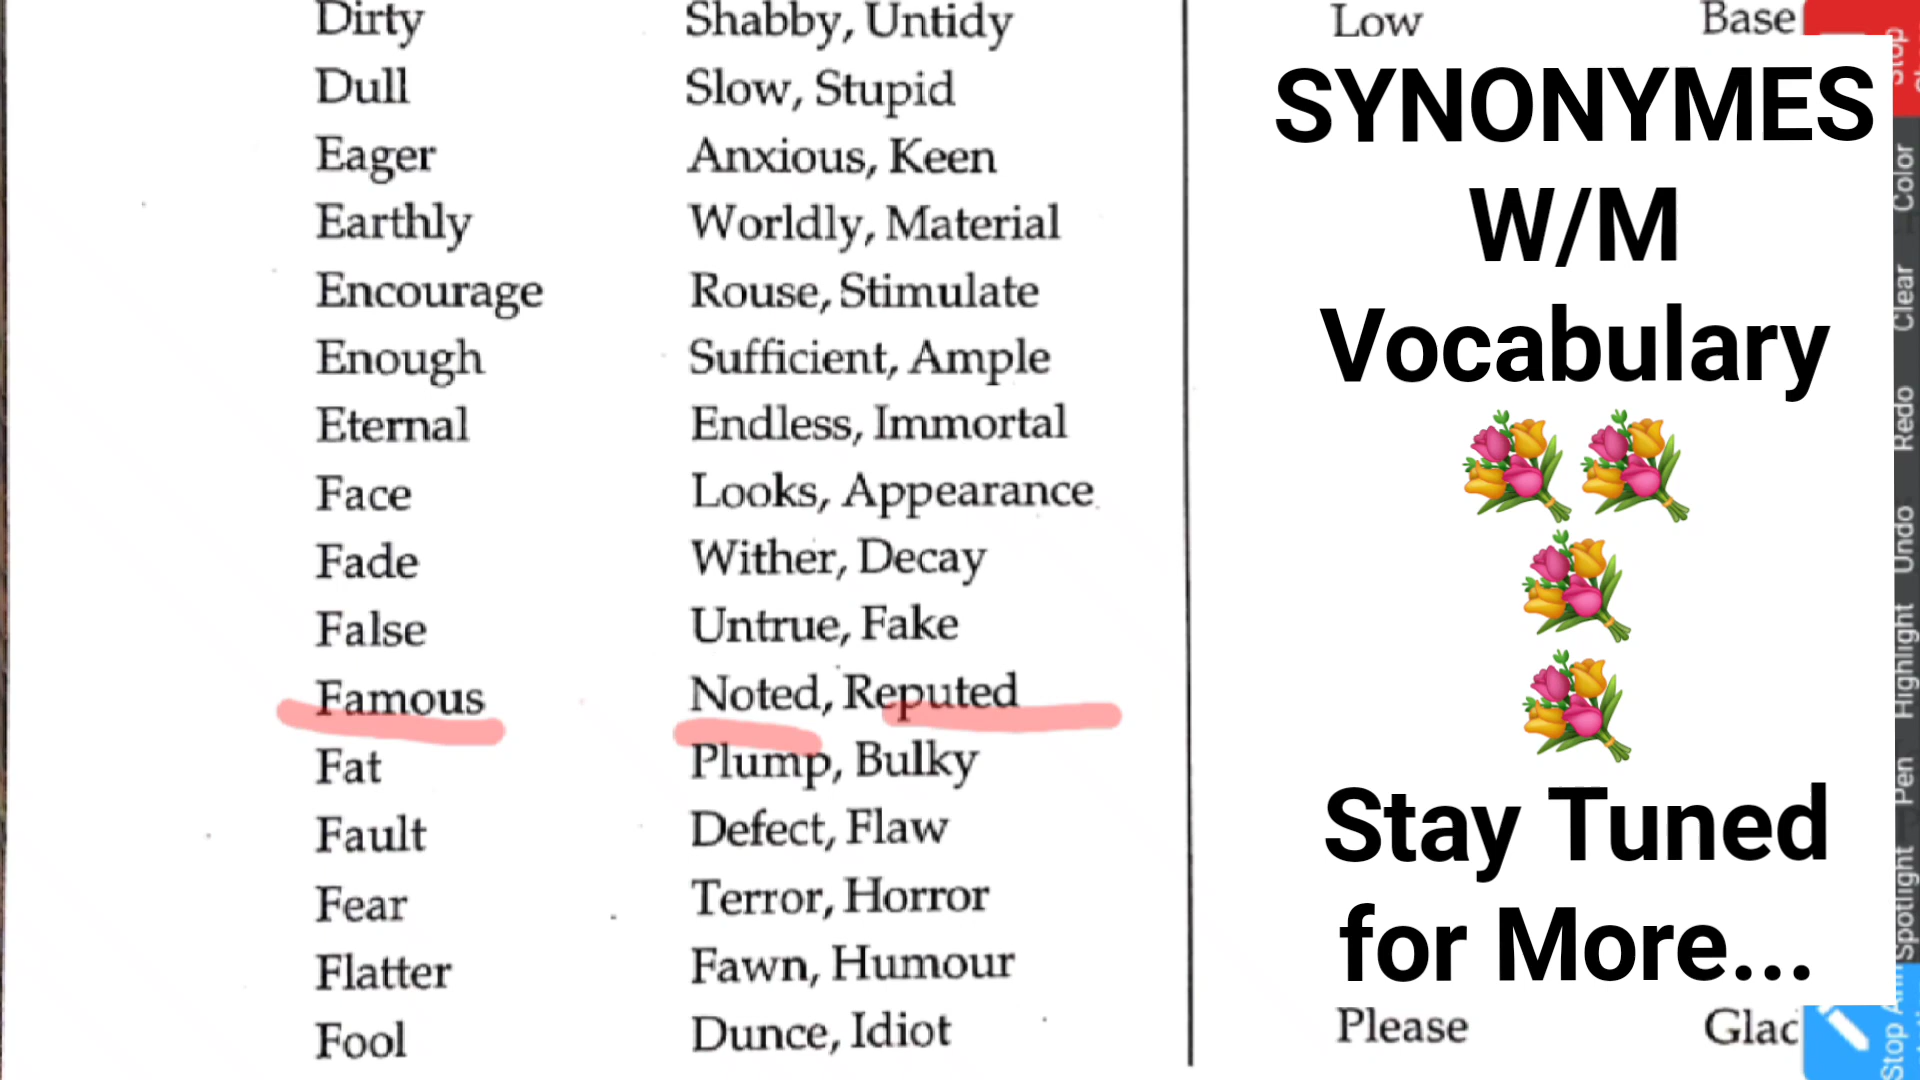 Dirty Shabby, Untidy
Dull Slow, Stupid
Eager Anxious, Keen
Earthly Worldly, Material
Encourage Rouse, Stimulate
Enough Sufficient, Ample
Eternal Endless, Immortal
Face Looks, Appearance
Fade Wither, Decay
False Untrue, Fake
Famous Noted, Reputed
Fat Plump, Bulky
Fault Defect, Flaw
Fear Terror, Horror
Flatter Fawn, Humour
Fool Dunce, Idiot
Low Base
SYNONYMES
W/M
Vocabulary
Stay Tuned
for More...
Please Glac
Stop
Color
Clear
Redo
Undo
Highlight
Pen
Spotlight
Stop